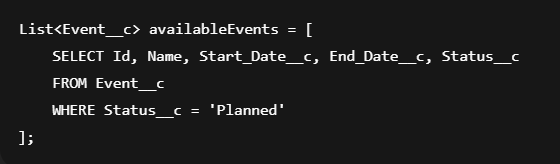 List<Event__c> availableEvents = [
    SELECT Id, Name, Start_Date__c, End_Date__c, Status__c
    FROM Event__c
    WHERE Status__c = 'Planned'
];